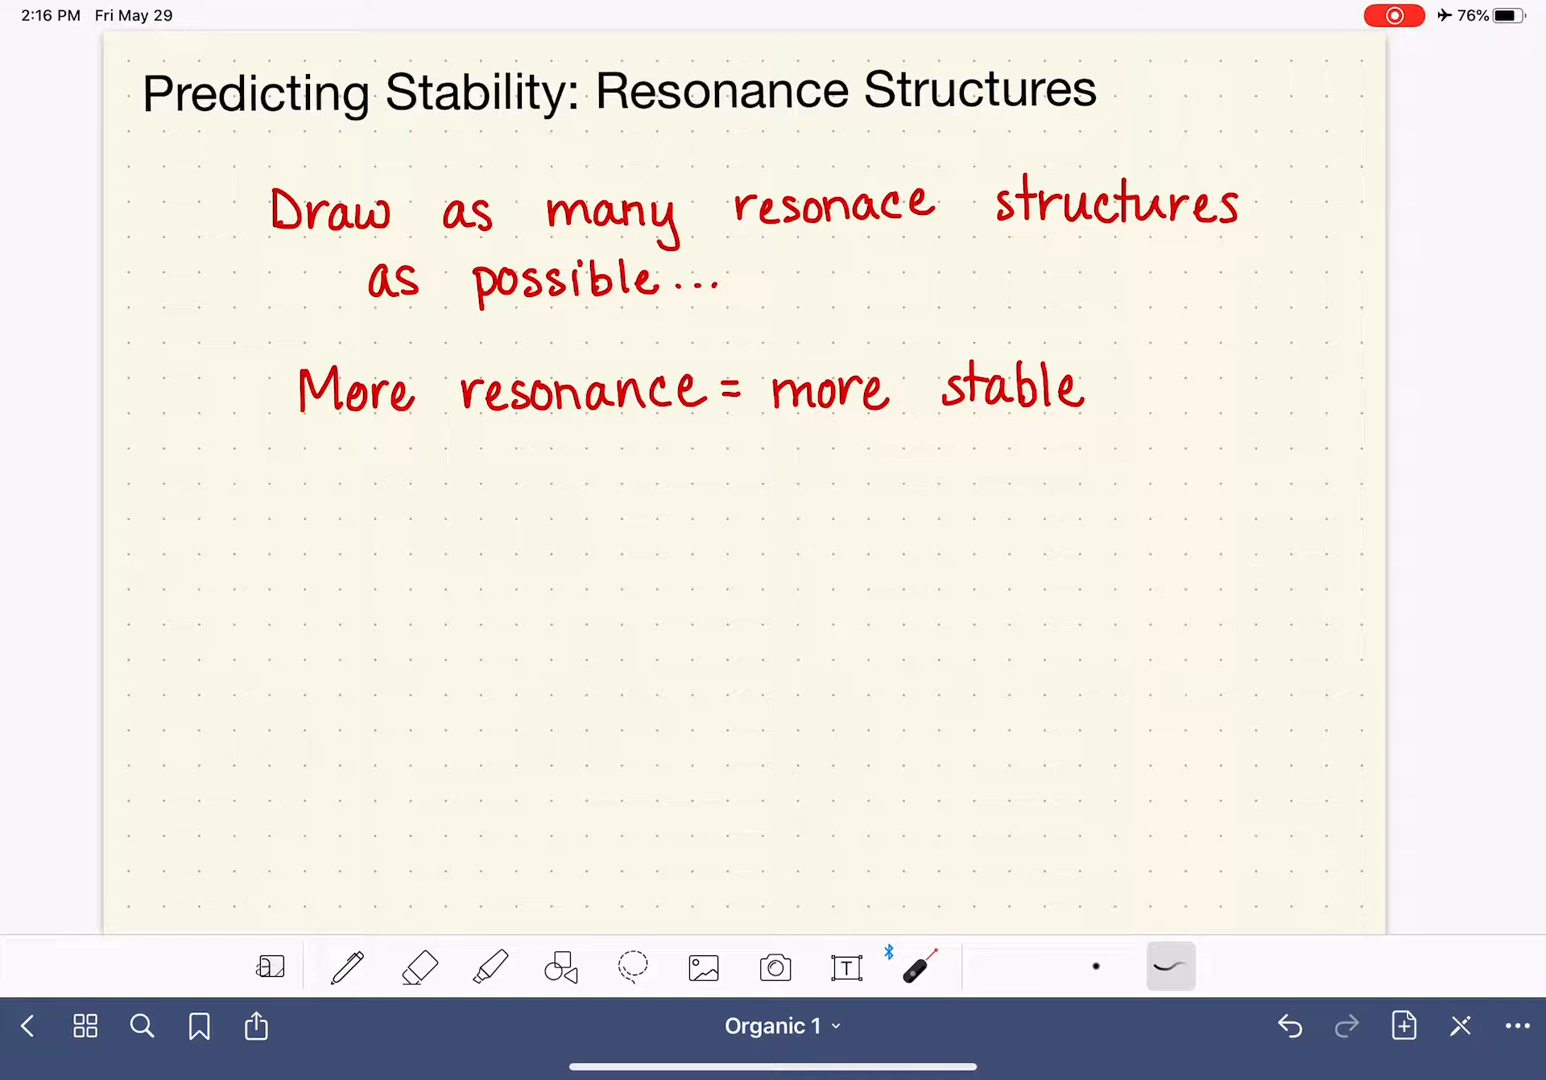 2:16 PM Fri May 29
76%
Predicting Stability: Resonance Structures
Draw as many resonace structures
as possible...
More resonance = more stable
T
Organic 1